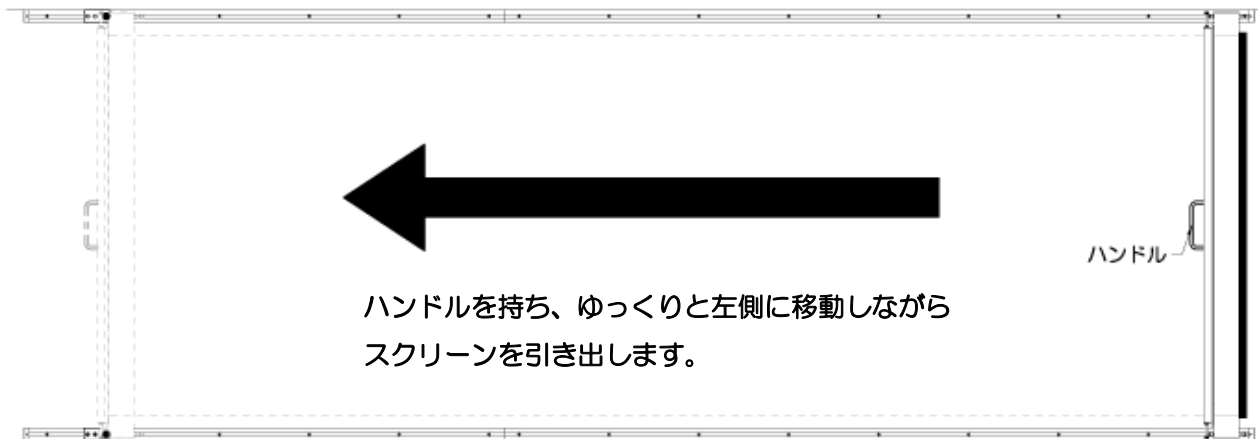 ハンドル
ハンドルを持ち、ゆっくりと左側に移動しながら
スクリーンを引き出します。